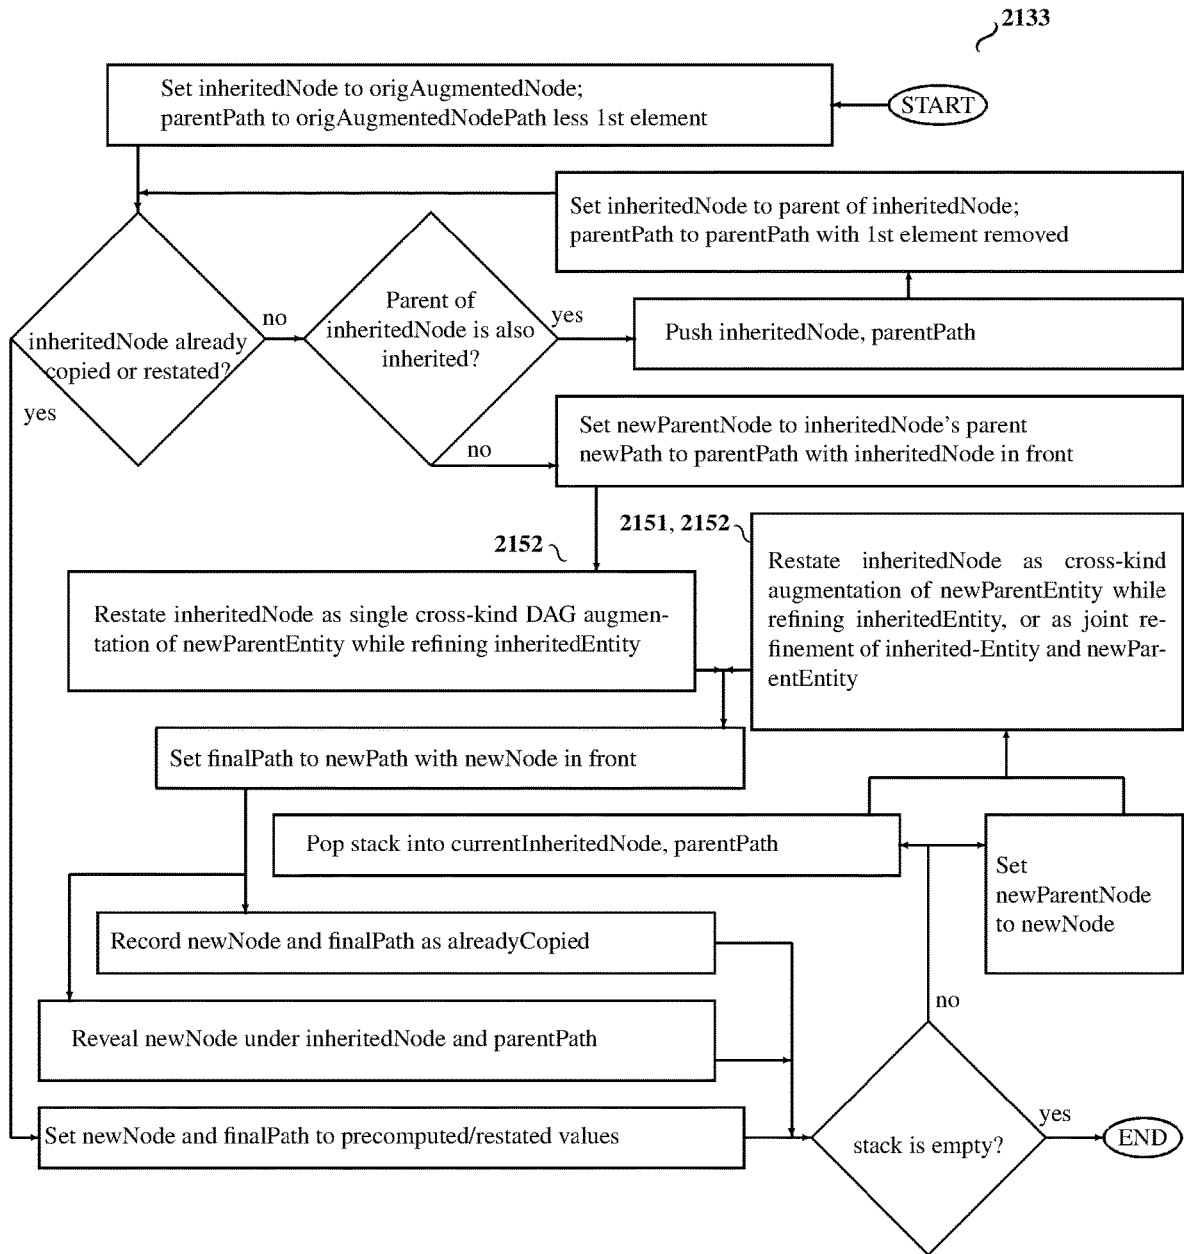 2133
START
Set inheritedNode to origAugmentedNode;
parentPath to origAugmentedNodePath less 1st element
Set inheritedNode to parent of inheritedNode;
parentPath to parentPath with 1st element removed
inheritedNode already
copied or restated?
no
yes
Parent of
inheritedNode is also
inherited?
yes
no
Push inheritedNode, parentPath
Set newParentNode to inheritedNode's parent
newPath to parentPath with inheritedNode in front
2152
2151, 2152
Restate inheritedNode as single cross-kind DAG augmen-
tation of newParentEntity while refining inheritedEntity
Restate inheritedNode as cross-kind
augmentation of newParentEntity while
refining inheritedEntity, or as joint re-
finement of inherited-Entity and newPar-
entEntity
Set finalPath to newPath with newNode in front
Pop stack into currentInheritedNode, parentPath
Set
newParentNode
to newNode
Record newNode and finalPath as alreadyCopied
Reveal newNode under inheritedNode and parentPath
Set newNode and finalPath to precomputed/restated values
no
stack is empty?
yes
END